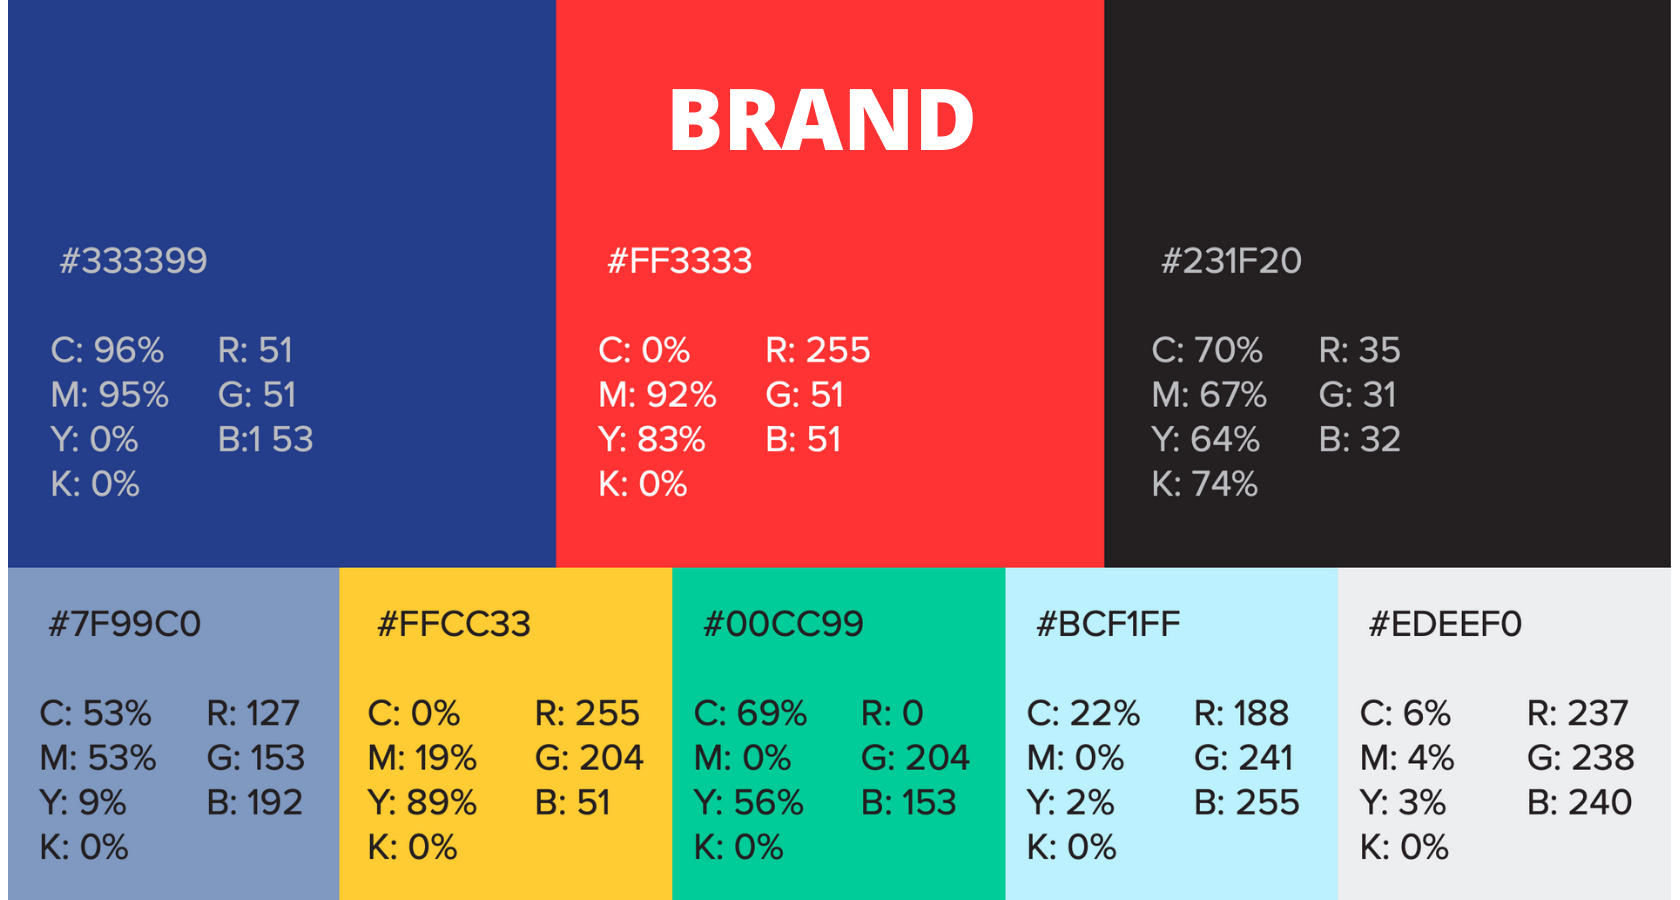 BRAND
#333399
C: 96% R: 51
M: 95% G: 51
Y: 0% B:1 53
K: 0%
#FF3333
C: 0% R: 255
M: 92% G: 51
Y: 83% B: 51
K: 0%
#231F20
C: 70% R: 35
M: 67% G: 31
Y: 64% B: 32
K: 74%
#7F99C0
C: 53% R: 127
M: 53% G: 153
Y: 9% B: 192
K: 0%
#FFCC33
C: 0% R: 255
M: 19% G: 204
Y: 89% B: 51
K: 0%
#00CC99
C: 69% R: 0
M: 0% G: 204
Y: 56% B: 153
K: 0%
#BCF1FF
C: 22% R: 188
M: 0% G: 241
Y: 2% B: 255
K: 0%
#EDEEF0
C: 6% R: 237
M: 4% G: 238
Y: 3% B: 240
K: 0%